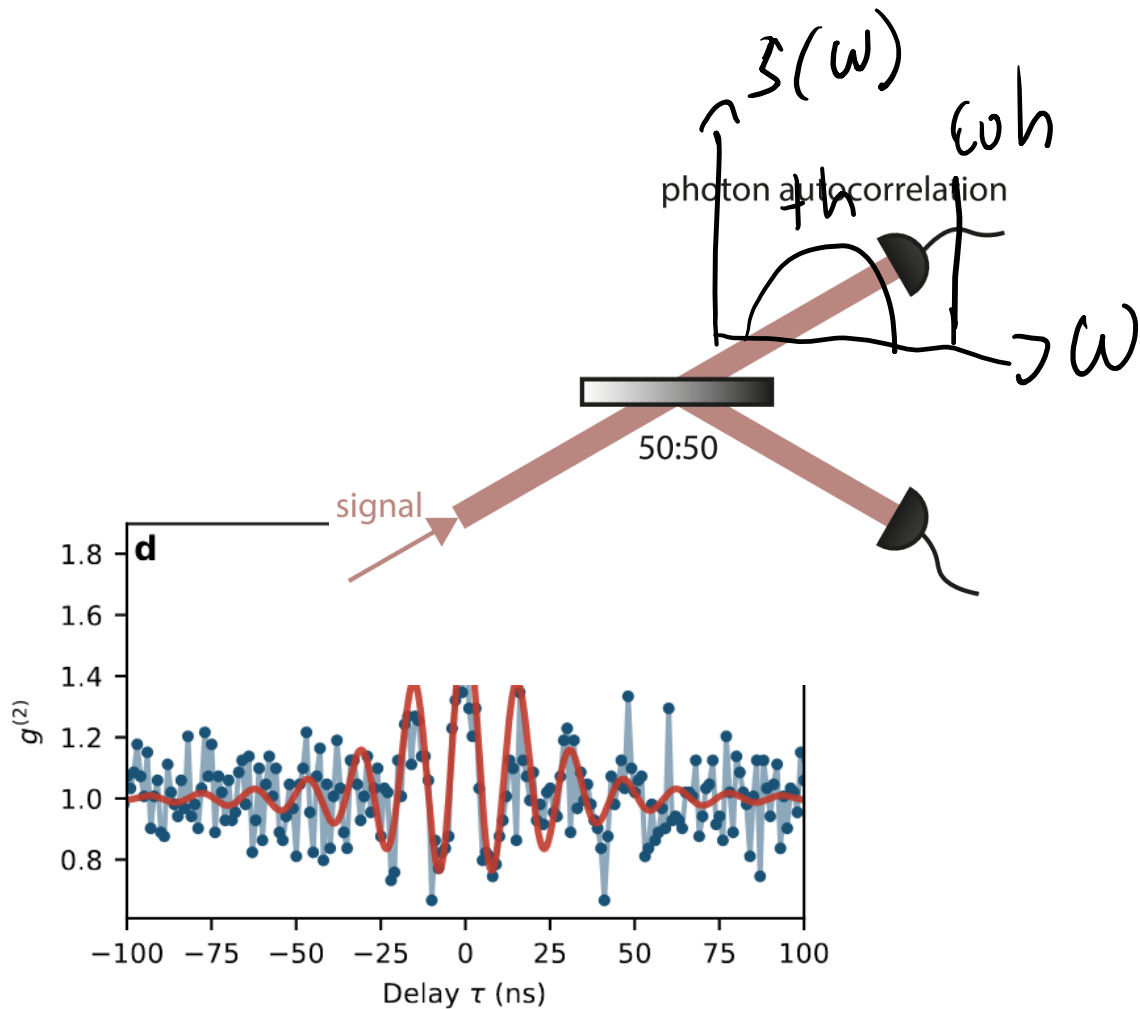 S(ω)
coh
photon autocorrelation
th
ω
50:50
signal
d
1.8
1.6
1.4
1.2
1.0
0.8
g(2)
−100 −75 −50 −25 0 25 50 75 100
Delay τ (ns)